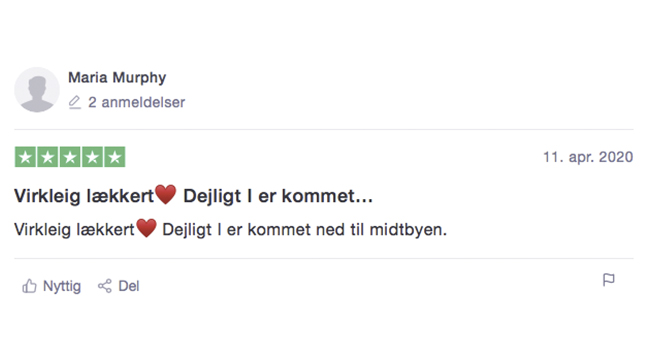 Maria Murphy
2 anmeldelser
11. apr. 2020
Virkleig lækkert❤️ Dejligt I er kommet...
Virkleig lækkert❤️ Dejligt I er kommet ned til midtbyen.
Nyttig Del